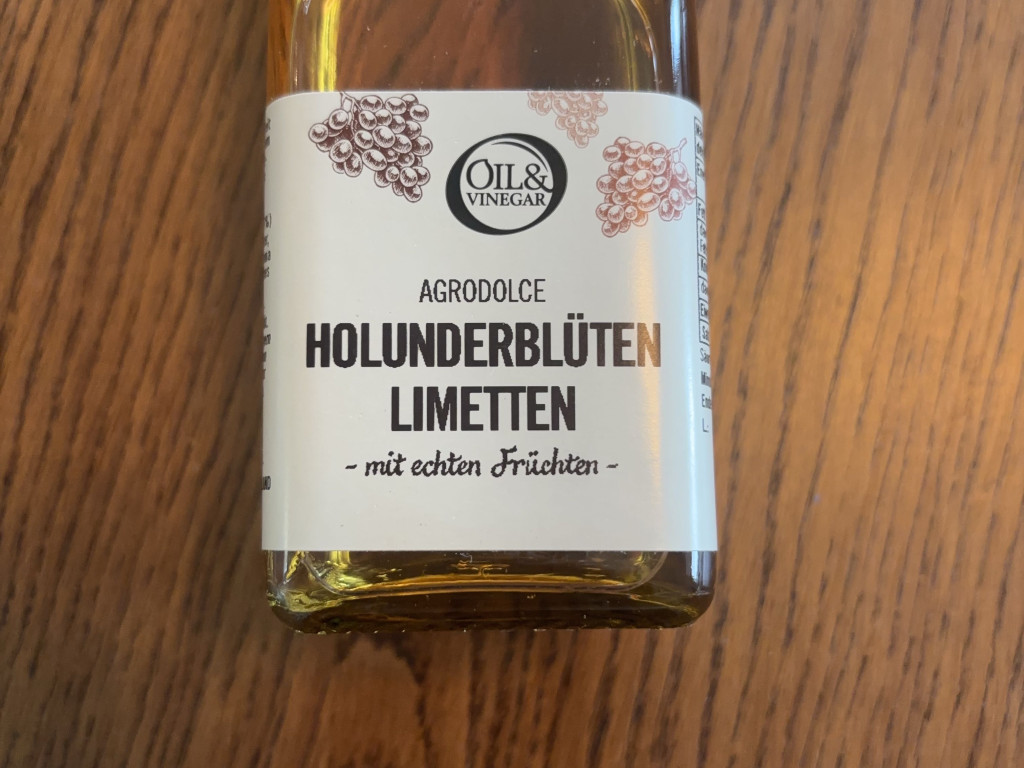 OIL&
VINEGAR
AGRODOLCE
HOLUNDERBLÜTEN
LIMETTEN
- mit echten Früchten -